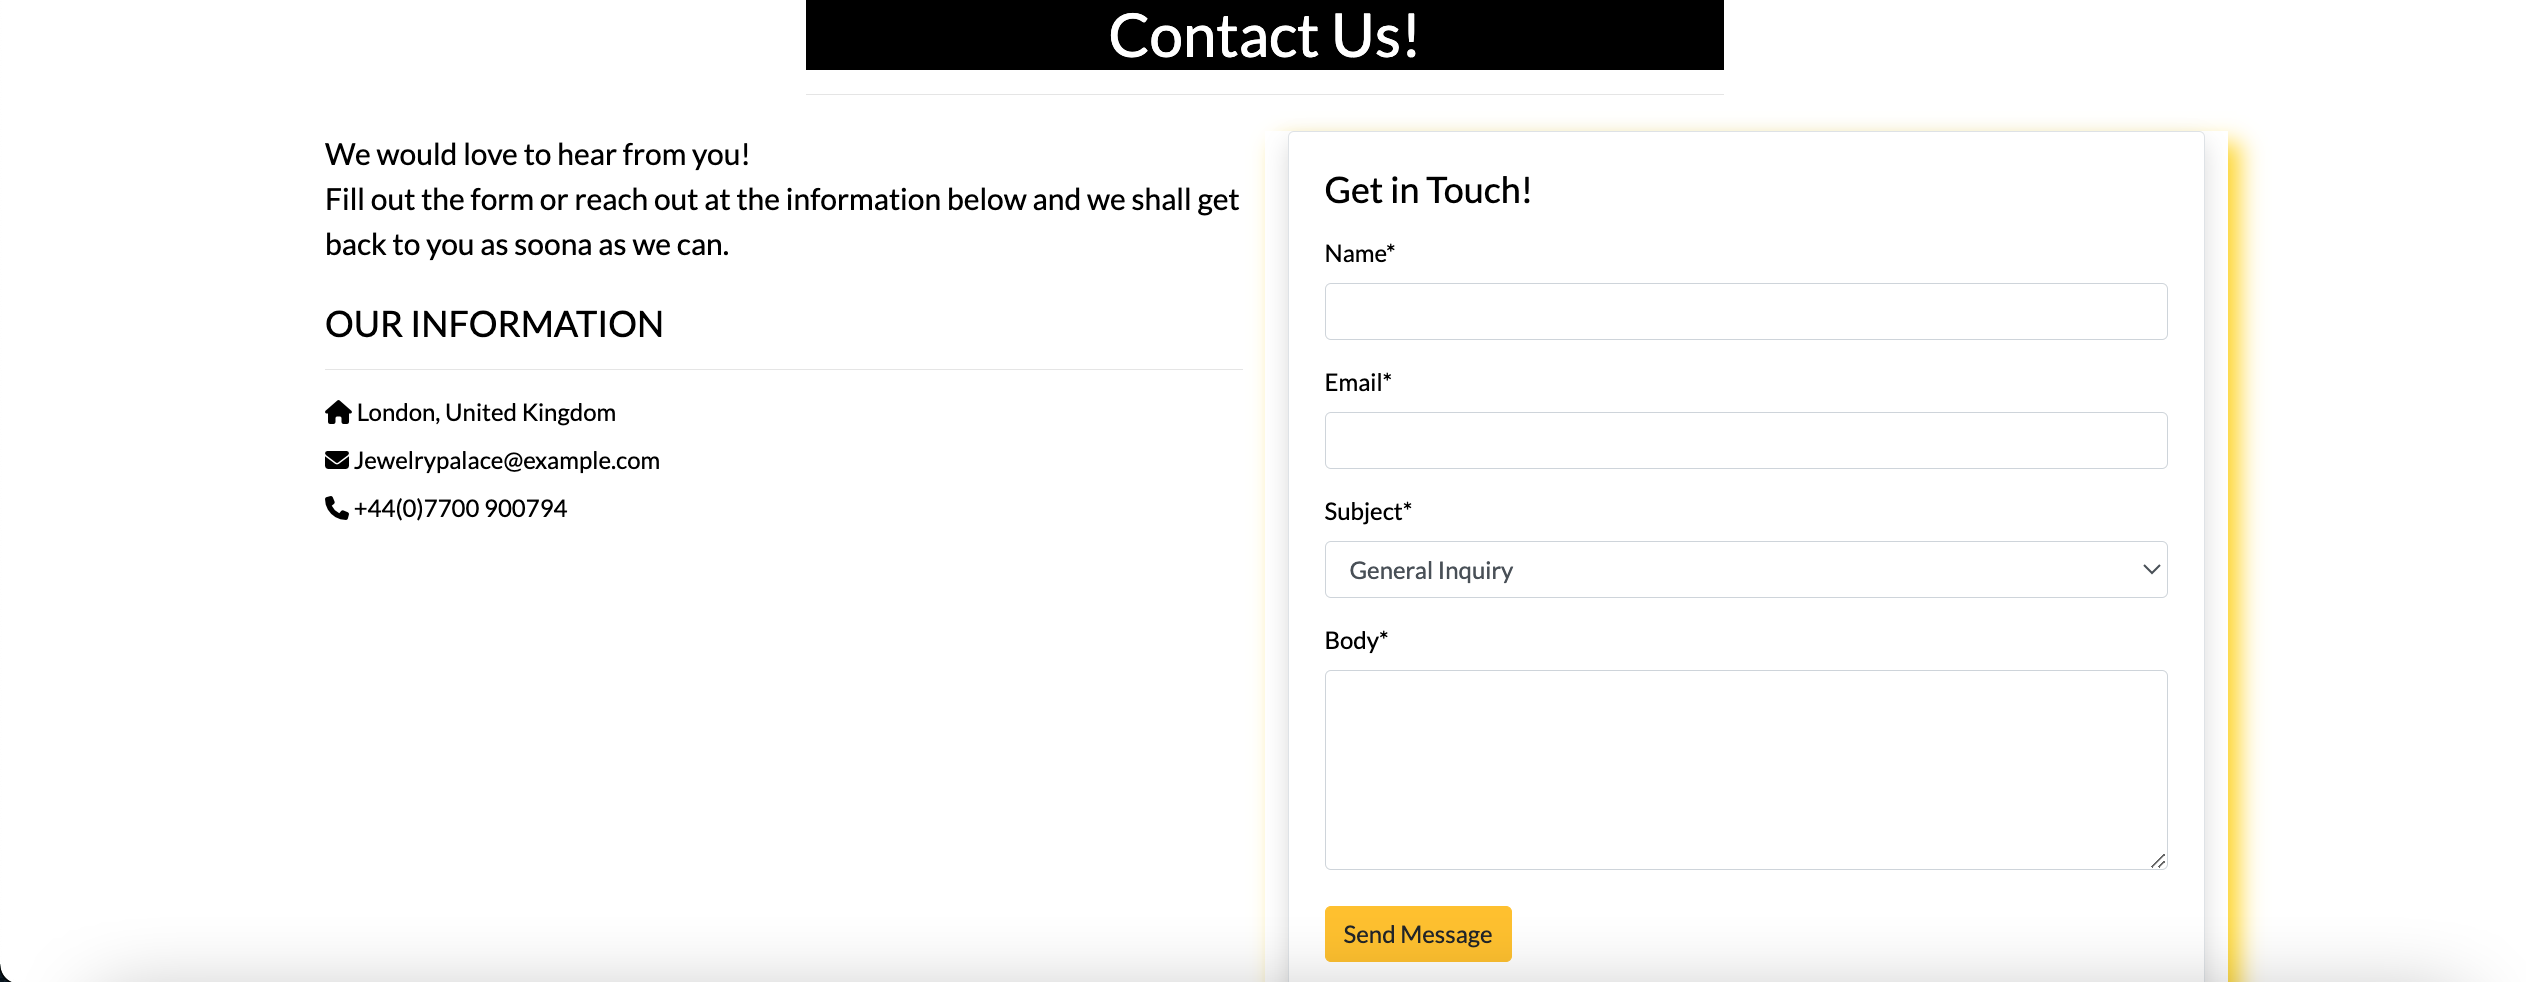 Contact Us!
We would love to hear from you!
Fill out the form or reach out at the information below and we shall get
back to you as soona as we can.
OUR INFORMATION
London, United Kingdom
Jewelrypalace@example.com
+44(0)7700 900794
Get in Touch!
Name*
Email*
Subject*
General Inquiry
Body*
Send Message